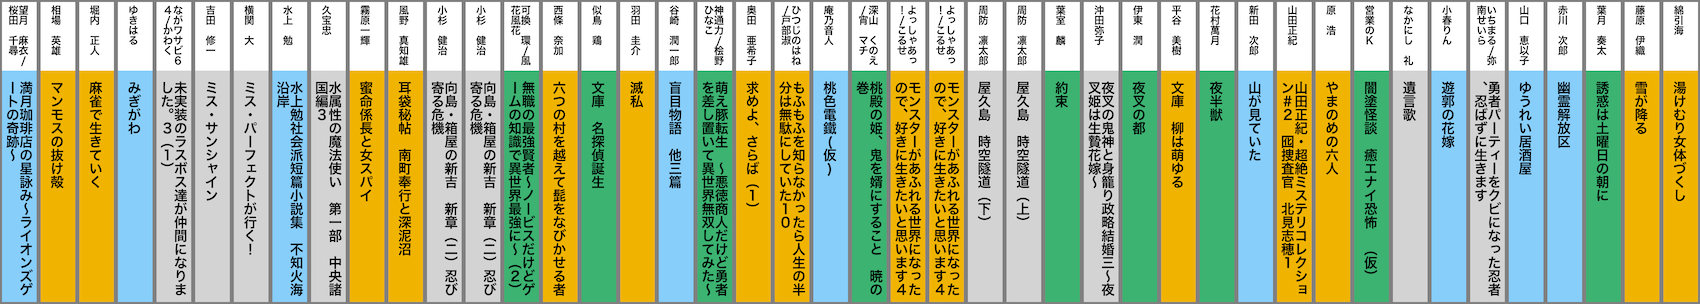 綿引海
湯けむり女体づくし
藤原　伊織
雪が降る
葉月　奏太
誘惑は土曜日の朝に
赤川　次郎
幽霊解放区
山口　恵以子
ゆうれい居酒屋
いちまる/弥
南せいら
勇者パーティーをクビになった忍者
　忍ばずに生きます
小春りん
遊郭の花嫁
なかにし　礼
遺言歌
営業のK
闇塗怪談　癒エナイ恐怖　(仮)
原　浩
やまのめの六人
山田正紀
山田正紀・超絶ミステリコレクショ
ン#2　囮捜査官　北見志穂1
新田　次郎
山が見ていた
花村萬月
夜半獣
平谷　美樹
文庫　柳は萌ゆる
伊東　潤
夜叉の都
沖田弥子
夜叉の鬼神と身籠り政略結婚三～夜
叉姫は生贄花嫁～
葉室　麟
約束
周防　凛太郎
屋久島　時空隧道（上）
周防　凛太郎
屋久島　時空隧道（下）
よっしゃあっ
！/こるせ
モンスターがあふれる世界になった
ので、好きに生きたいと思います4
よっしゃあっ
！/こるせ
モンスターがあふれる世界になった
ので、好きに生きたいと思います4
深山　くのえ
/宵　マチ
桃殿の姫、鬼を婿にすること　暁の
巻
庵乃音人
桃色電鐵(仮)
ひつじのはね
/戸部淑
もふもふを知らなかったら人生の半
分は無駄にしていた10
奥田　亜希子
求めよ、さらば（1）
神通力/桧野
ひなこ
萌え豚転生　～悪徳商人だけど勇者
を差し置いて異世界無双してみた～
谷崎　潤一郎
盲目物語　他三篇
羽田　圭介
滅私
似鳥　鶏
文庫　名探偵誕生
西條　奈加
六つの村を越えて髭をなびかせる者
可換　環/風
花風花
無職の最強賢者～ノービスだけどゲ
ームの知識で異世界最強に～（2）
小杉　健治
向島・箱屋の新吉　新章（二）忍び
寄る危機
小杉　健治
向島・箱屋の新吉　新章（二）忍び
寄る危機
風野　真知雄
耳袋秘帖　南町奉行と深泥沼
霧原一輝
蜜命係長と女スパイ
久宝忠
水属性の魔法使い　第一部　中央諸
国編3
水上　勉
水上勉社会派短篇小説集　不知火海
沿岸
横関　大
ミス・パーフェクトが行く！
吉田　修一
ミス・サンシャイン
ながワサビ6
4/かわく
未実装のラスボス達が仲間になりま
した。3（1）
ゆきはる
みぎがわ
堀内　正人
麻雀で生きていく
相場　英雄
マンモスの抜け殻
望月　麻衣/
桜田　千尋/
満月珈琲店の星詠み～ライオンズゲ
ートの奇跡～